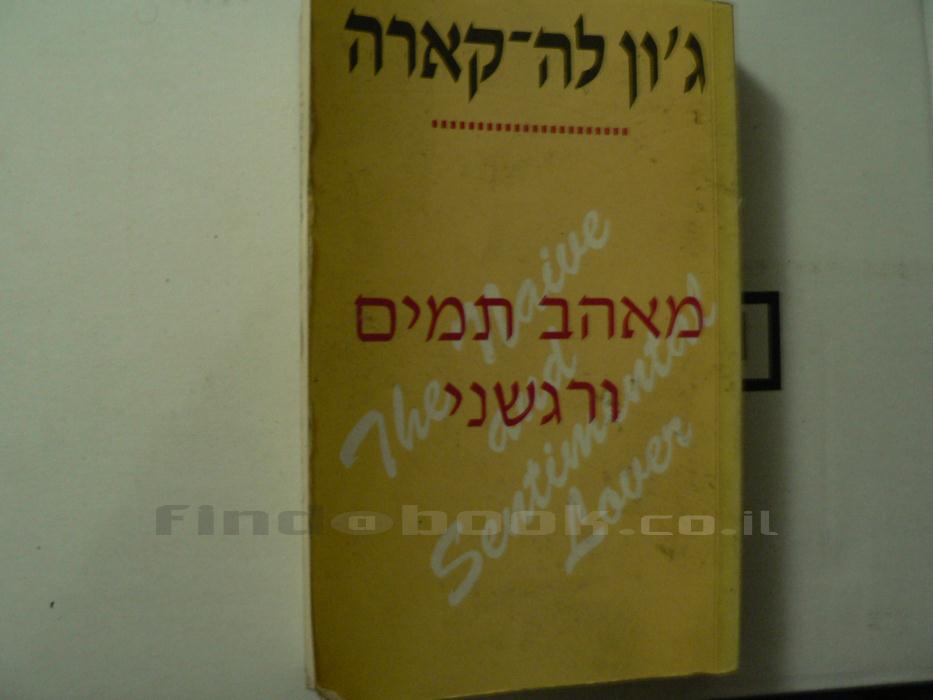 ג'ון לה־קארה
מאהב תמים
ורגשני
The Naive
and
Sentimental
Lover
findabook.co.il